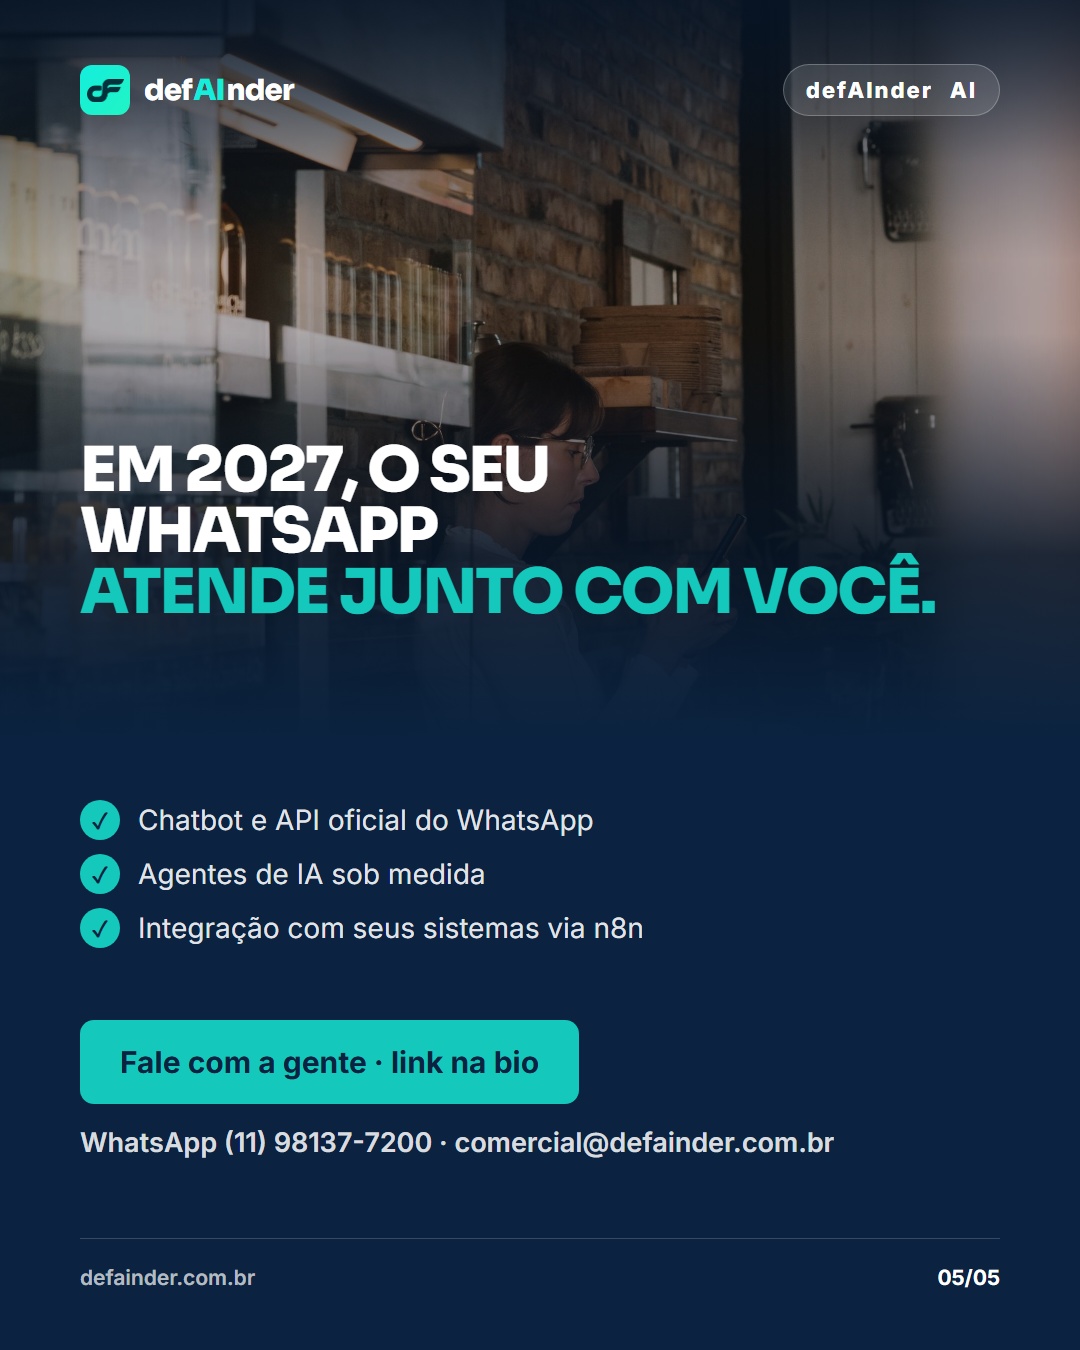 defAInder
defAInder AI
EM 2027, O SEU
WHATSAPP
ATENDE JUNTO COM VOCÊ.
Chatbot e API oficial do WhatsApp
Agentes de IA sob medida
Integração com seus sistemas via n8n
Fale com a gente · link na bio
WhatsApp (11) 98137-7200 · comercial@defainder.com.br
defainder.com.br
05/05